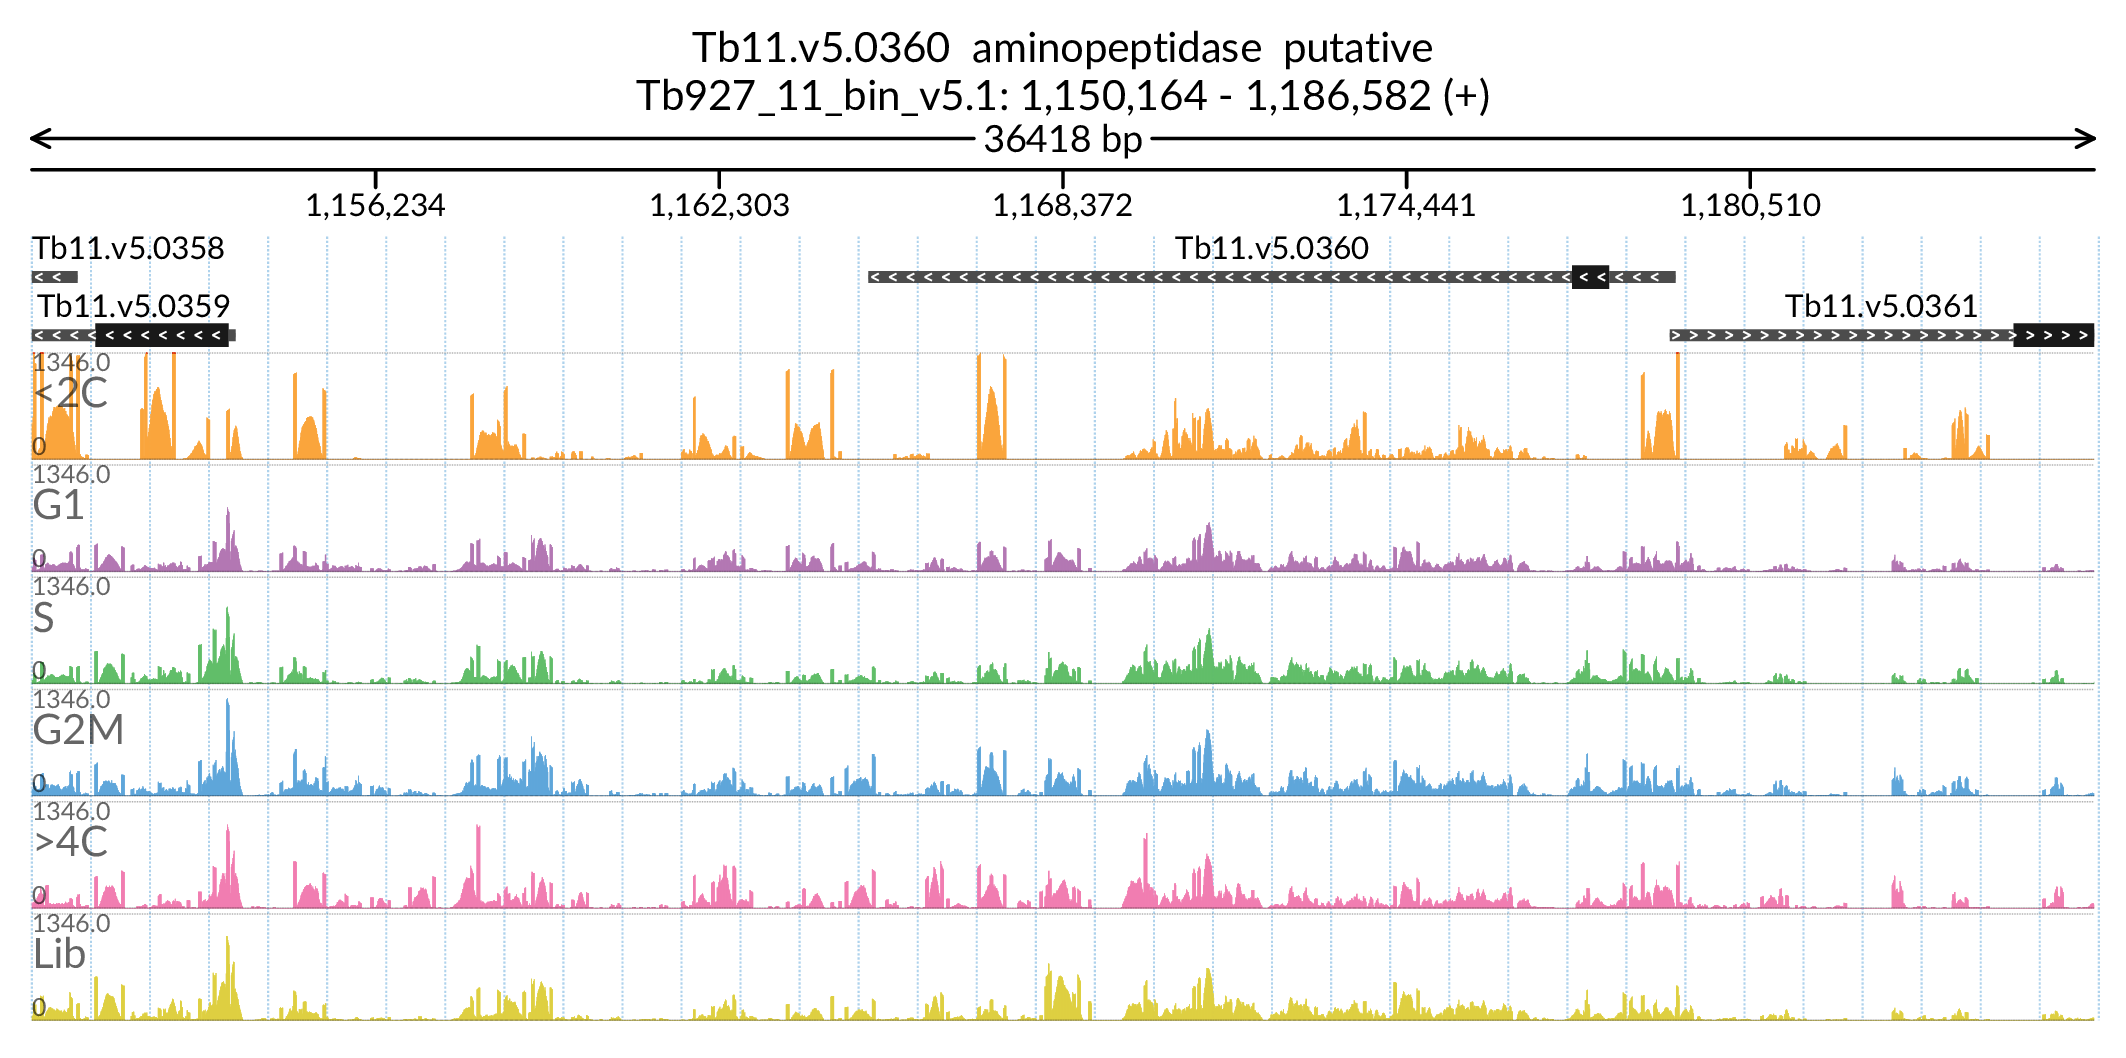 Tb11.v5.0360 aminopeptidase putative
Tb927_11_bin_v5.1: 1,150,164 - 1,186,582 (+)
36418 bp
1,156,234 1,162,303 1,168,372 1,174,441 1,180,510
Tb11.v5.0358 Tb11.v5.0360
Tb11.v5.0359 Tb11.v5.0361
1346.0
<2C
0
1346.0
G1
0
1346.0
S
0
1346.0
G2M
0
1346.0
>4C
0
1346.0
Lib
0